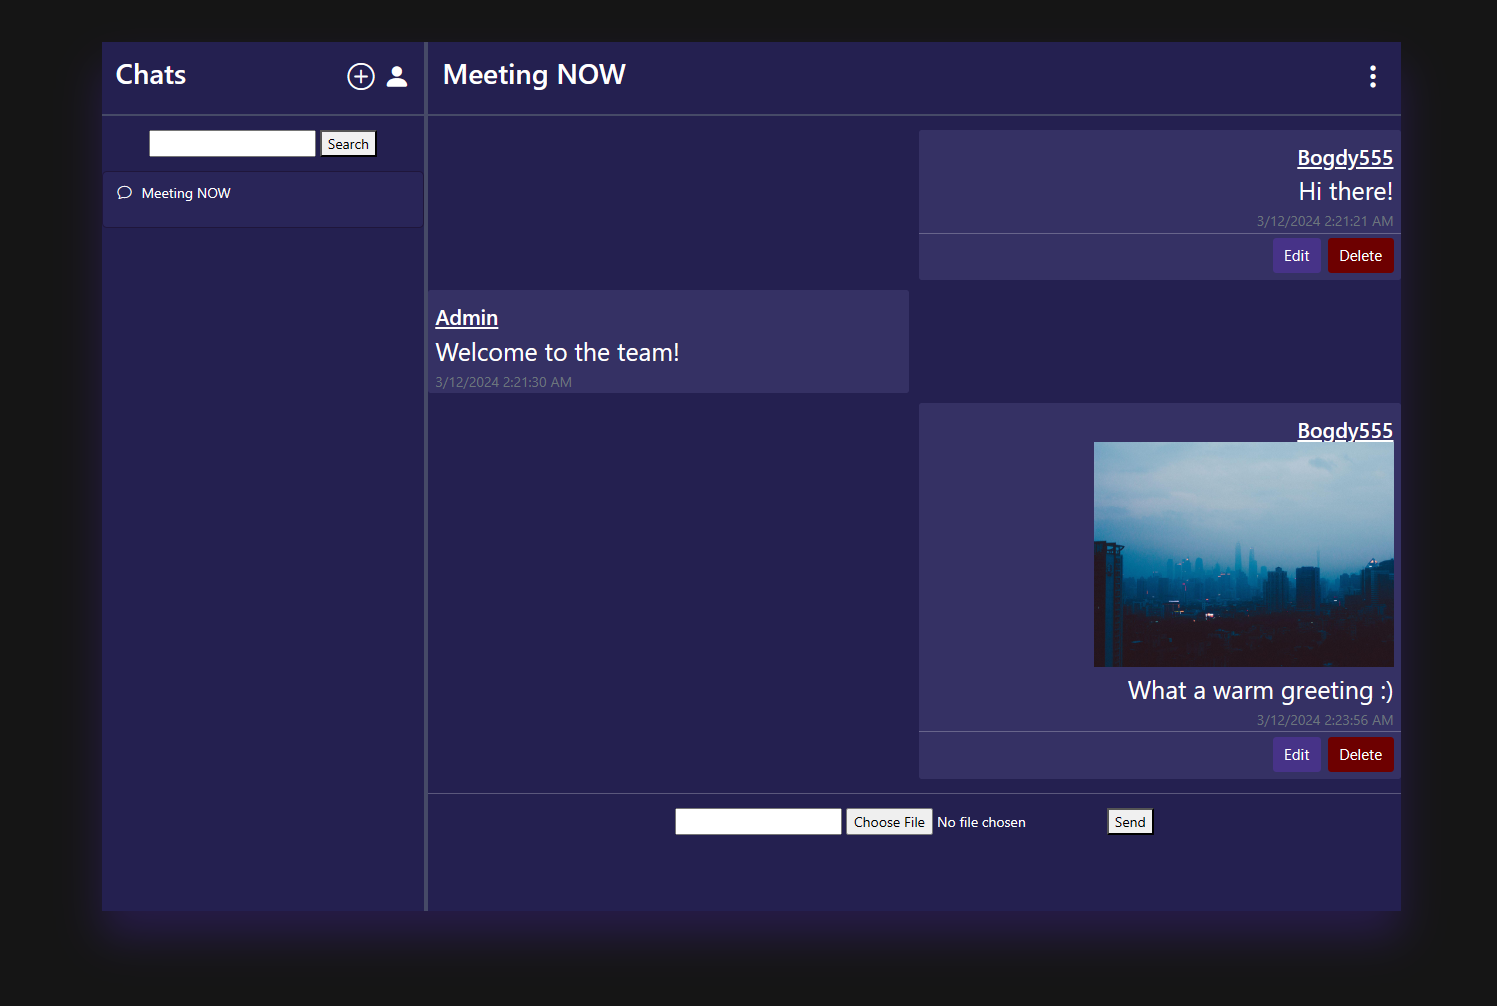 Chats
Search
Meeting NOW
Meeting NOW
Bogdy555
Hi there!
3/12/2024 2:21:21 AM
Edit Delete
Admin
Welcome to the team!
3/12/2024 2:21:30 AM
Bogdy555
What a warm greeting :)
3/12/2024 2:23:56 AM
Edit Delete
Choose File No file chosen Send